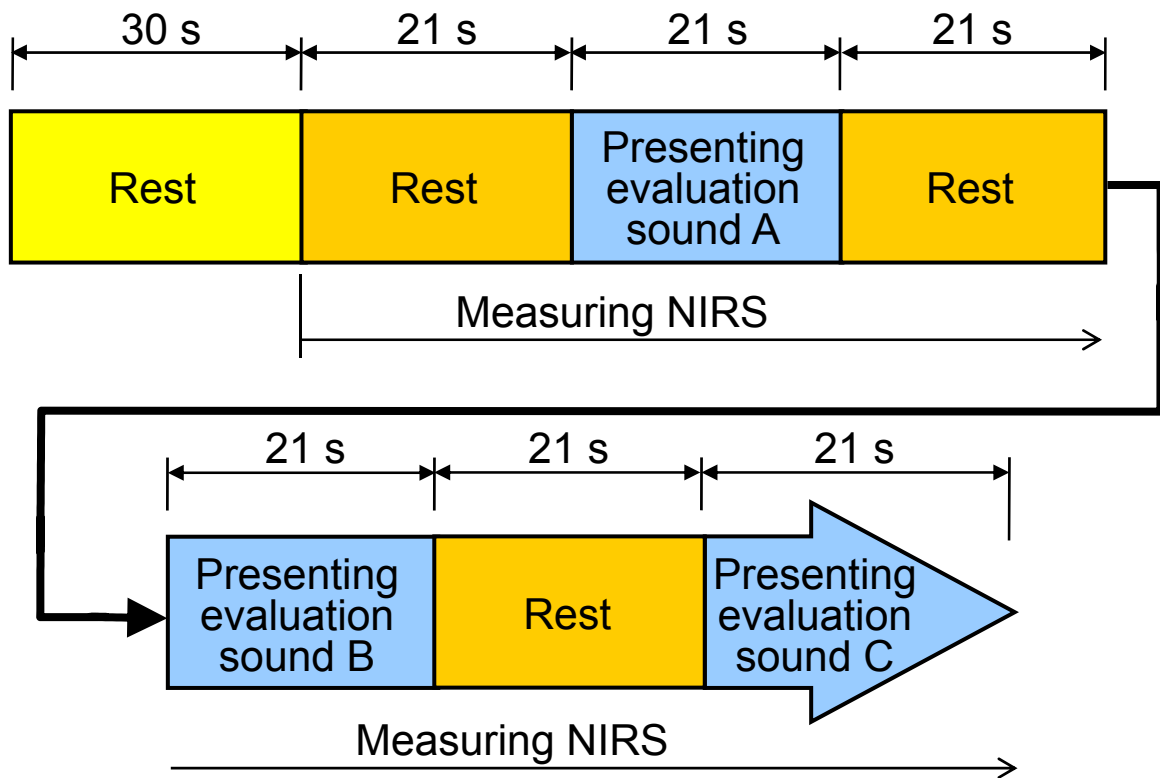 30 s 21 s 21 s 21 s
Rest Rest Presenting evaluation sound A Rest
Measuring NIRS
21 s 21 s 21 s
Presenting evaluation sound B Rest Presenting evaluation sound C
Measuring NIRS